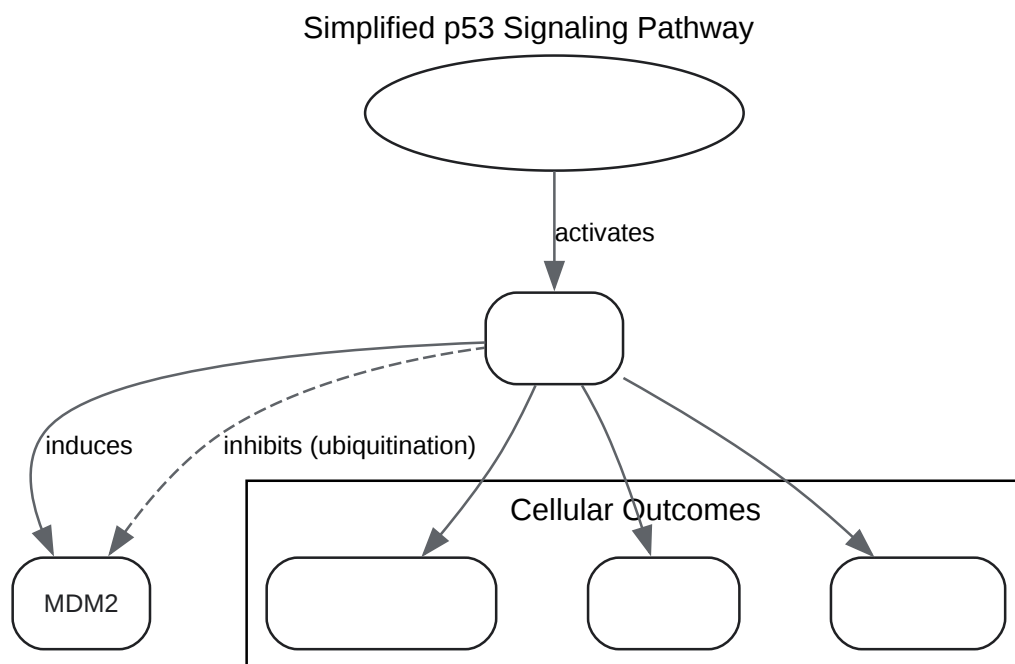 Simplified p53 Signaling Pathway
activates
induces
inhibits (ubiquitination)
Cellular Outcomes
MDM2